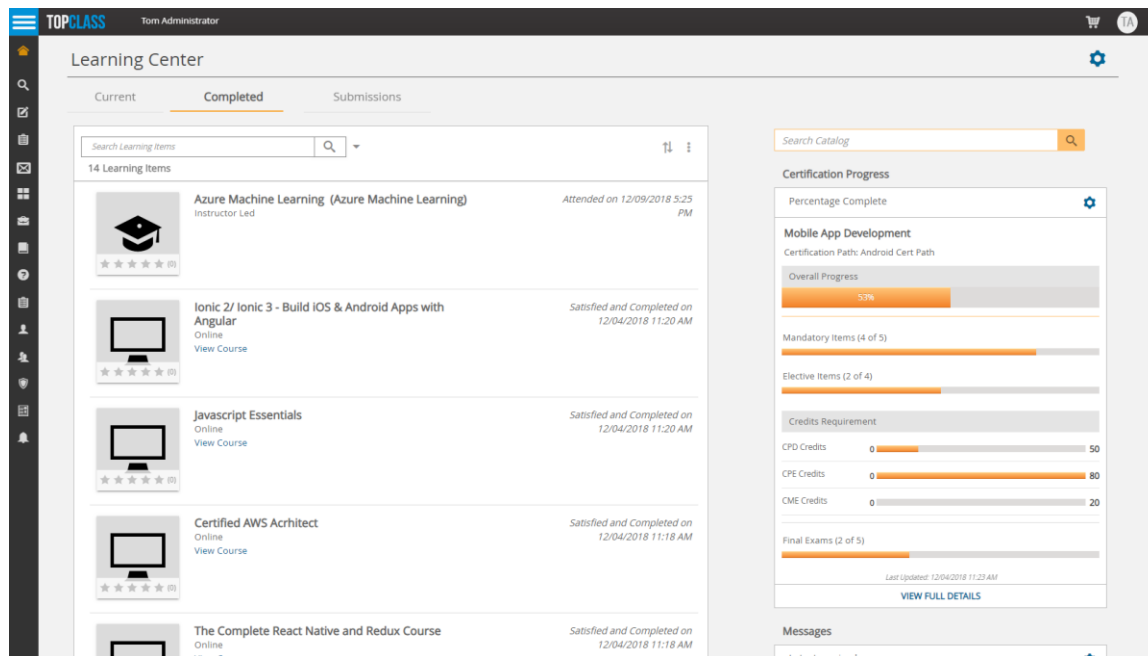 TOPCLASS Tom Administrator TA
Learning Center
Current Completed Submissions
Search Learning Items
14 Learning Items
Azure Machine Learning (Azure Machine Learning)
Instructor Led
Attended on 12/09/2018 5:25
PM
(0)
Ionic 2/ Ionic 3 - Build iOS & Android Apps with
Angular
Online
View Course
Satisfied and Completed on
12/04/2018 11:20 AM
(0)
Javascript Essentials
Online
View Course
Satisfied and Completed on
12/04/2018 11:20 AM
(0)
Certified AWS Acrhitect
Online
View Course
Satisfied and Completed on
12/04/2018 11:18 AM
(0)
The Complete React Native and Redux Course
Online
Satisfied and Completed on
12/04/2018 11:18 AM
Search Catalog
Certification Progress
Percentage Complete
Mobile App Development
Certification Path: Android Cert Path
Overall Progress
53%
Mandatory Items (4 of 5)
Elective Items (2 of 4)
Credits Requirement
CPD Credits 0 50
CPE Credits 0 80
CME Credits 0 20
Final Exams (2 of 5)
Last Updated: 12/04/2018 11:23 AM
VIEW FULL DETAILS
Messages